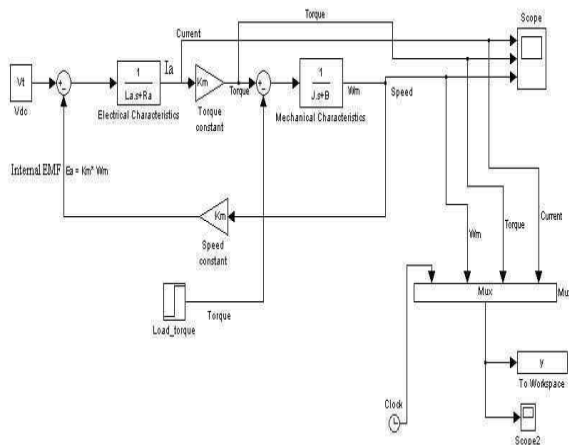 Current
Torque
Scope
Vt
Vdc
1
La.s+Ra
Electrical Characteristics
Ia
Km
Torque
constant
Torque
1
J.s+B
Mechanical Characteristics
Wm
Speed
Internal EMF
Ea = Km* Wm
Km
Speed
constant
Load_torque
Torque
Wm
Torque
Current
Mux
Mux
y
To Workspace
Clock
Scope2